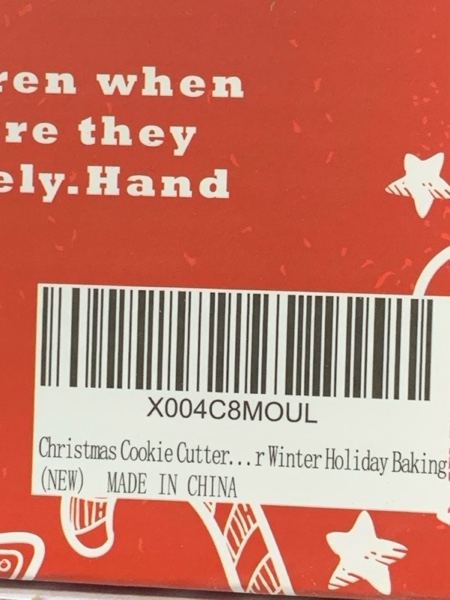 ren when
re they
ely.Hand
X004C8MOUL
Christmas Cookie Cutter...r Winter Holiday Baking
(NEW) MADE IN CHINA